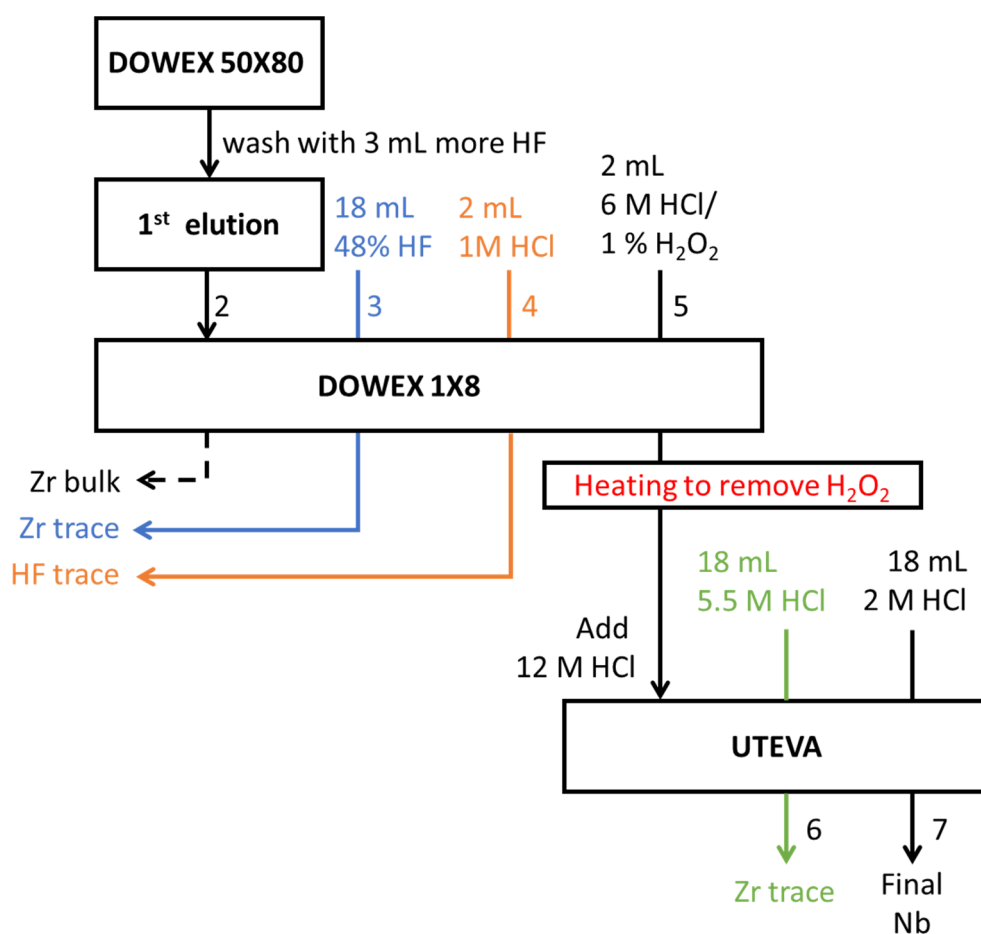 DOWEX 50X80
wash with 3 mL more HF
1st elution
18 mL
48% HF
2 mL
1M HCl
2 mL
6 M HCl/
1 % H₂O₂
2
3
4
5
DOWEX 1X8
Zr bulk
Zr trace
HF trace
Heating to remove H₂O₂
Add
12 M HCl
18 mL
5.5 M HCl
18 mL
2 M HCl
UTEVA
6
7
Zr trace
Final
Nb